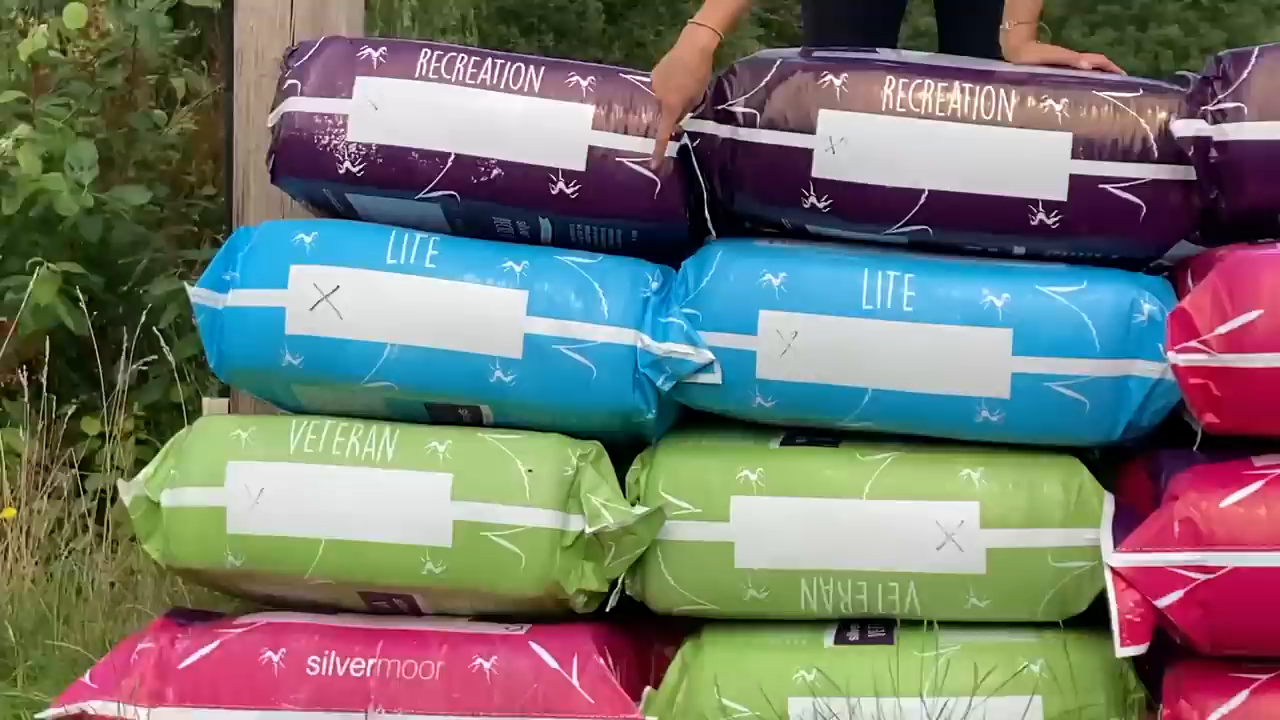 RECREATION
RECREATION
LITE
LITE
VETERAN
VETERAN
silvermoor